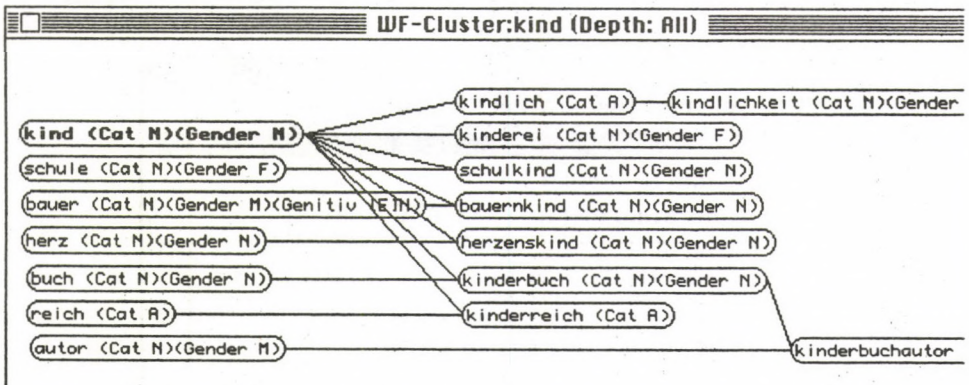 WF-Cluster:kind (Depth: All)
kindlich (Cat A) kindlichkeit (Cat N)(Gender
kind (Cat N)(Gender N) kinderei (Cat N)(Gender F)
schule (Cat N)(Gender F) schulkind (Cat N)(Gender N)
bauer (Cat N)(Gender M)(Genitiv [E]N) bauernkind (Cat N)(Gender N)
herz (Cat N)(Gender N) herzenskind (Cat N)(Gender N)
buch (Cat N)(Gender N) kinderbuch (Cat N)(Gender N)
reich (Cat A) kinderreich (Cat A)
autor (Cat N)(Gender M) kinderbuchautor